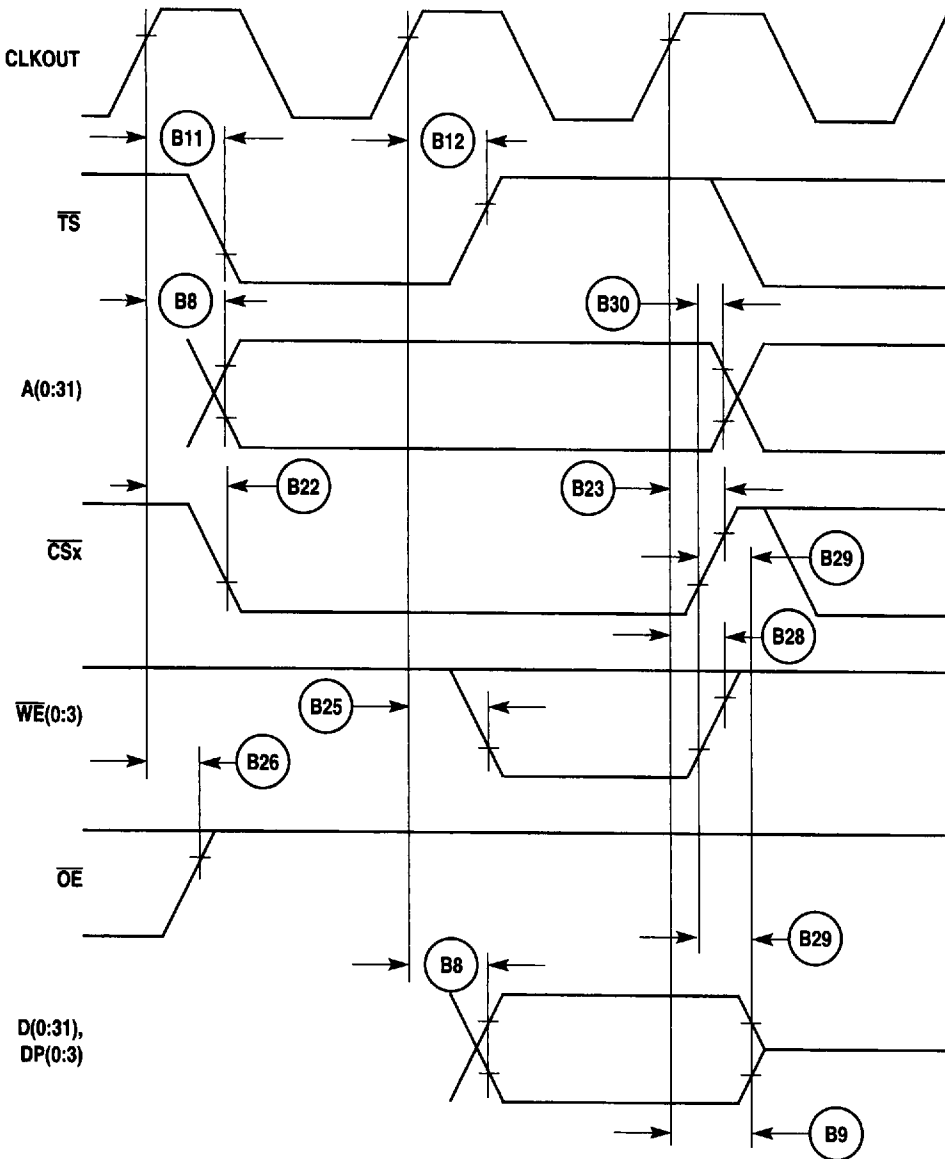 CLKOUT
B11
B12
TS
B8
B30
A(0:31)
B22
B23
CSx
B29
B28
WE(0:3)
B25
B26
OE
B29
B8
D(0:31),
DP(0:3)
B9